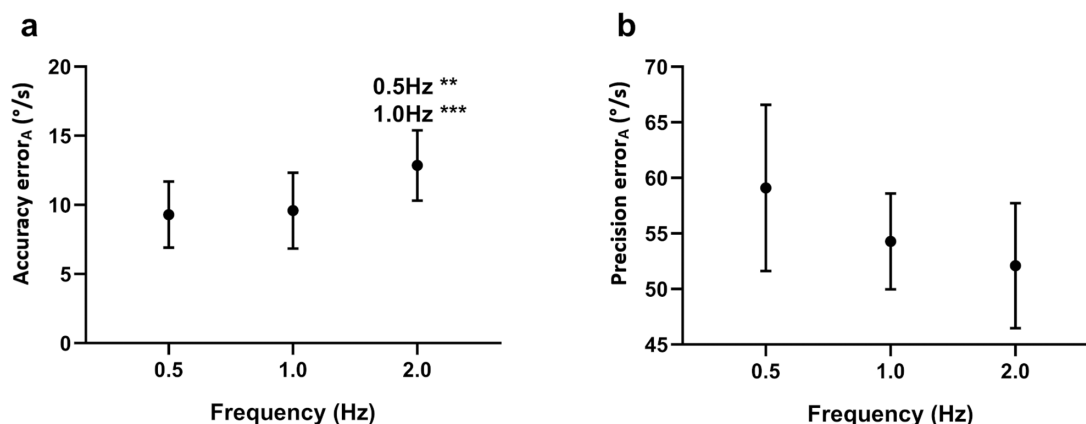 a
Accuracy errorA (°/s)
20
15
10
5
0
0.5Hz **
1.0Hz ***
0.5
1.0
2.0
Frequency (Hz)
b
Precision errorA (°/s)
70
65
60
55
50
45
0.5
1.0
2.0
Frequency (Hz)